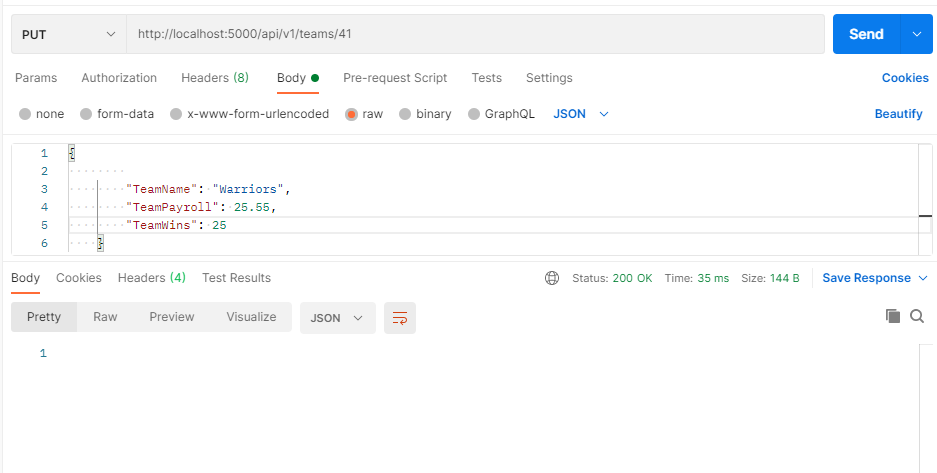 PUT http://localhost:5000/api/v1/teams/41 Send
Params Authorization Headers (8) Body Pre-request Script Tests Settings Cookies
none form-data x-www-form-urlencoded raw binary GraphQL JSON Beautify
1 {
2
3 "TeamName": "Warriors",
4 "TeamPayroll": 25.55,
5 "TeamWins": 25
6 }
Body Cookies Headers (4) Test Results Status: 200 OK Time: 35 ms Size: 144 B Save Response
Pretty Raw Preview Visualize JSON
1